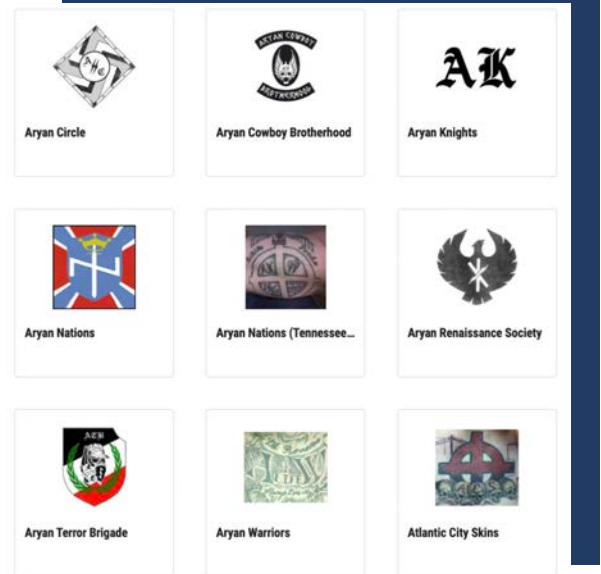 ARYAN COWBOY
BROTHERHOOD
AK
Aryan Circle
Aryan Cowboy Brotherhood
Aryan Knights
Aryan Nations
Aryan Nations (Tennessee...
Aryan Renaissance Society
ATB
Aryan Terror Brigade
Aryan Warriors
Atlantic City Skins